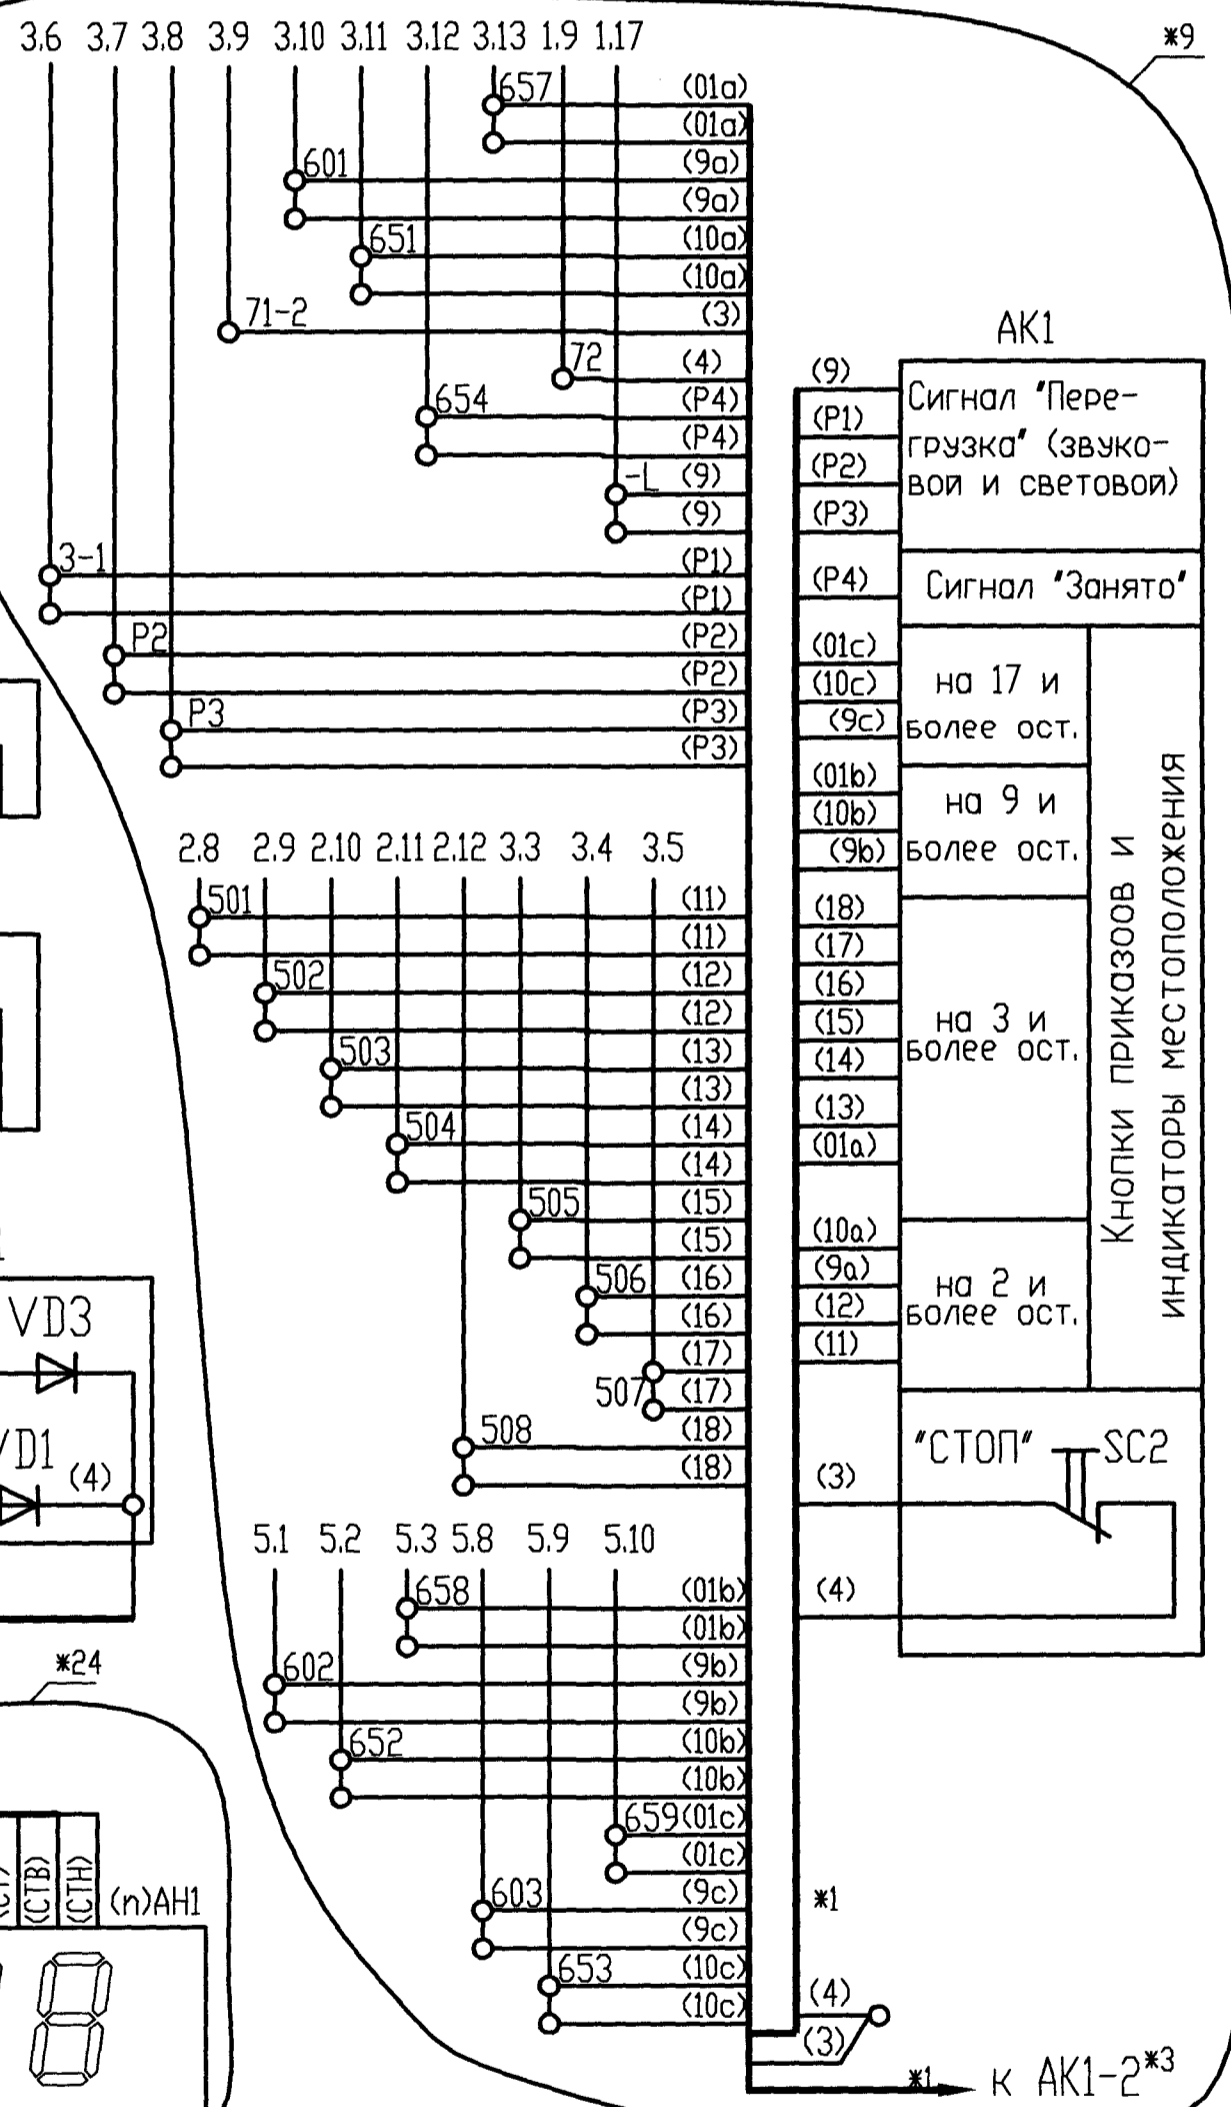 3.6 3.7 3.8 3.9 3.10 3.11 3.12 3.13 1.9 1.17
*9
657 (01a)
(01a)
601 (9a)
(9a)
651 (10a)
(10a)
71-2 (3)
72 (4)
654 (P4)
(P4)
-L (9)
(9)
3-1 (P1)
(P1)
P2 (P2)
(P2)
P3 (P3)
(P3)
2.8 2.9 2.10 2.11 2.12 3.3 3.4 3.5
501 (11)
(11)
502 (12)
(12)
503 (13)
(13)
504 (14)
(14)
505 (15)
(15)
506 (16)
(16)
(17)
507 (17)
508 (18)
(18)
5.1 5.2 5.3 5.8 5.9 5.10
658 (01b)
(01b)
602 (9b)
(9b)
652 (10b)
(10b)
659 (01c)
(01c)
603 (9c)
(9c)
653 (10c)
(10c)
AK1
(9)
(P1)
(P2)
(P3)
Сигнал "Пере-
грузка" (звуко-
вой и световой)
(P4)
Сигнал "Занято"
(01c)
(10c)
(9c)
на 17 и
более ост.
(01b)
(10b)
(9b)
на 9 и
более ост.
(18)
(17)
(16)
(15)
(14)
(13)
(01a)
на 3 и
более ост.
(10a)
(9a)
(12)
(11)
на 2 и
более ост.
Кнопки приказоов и
индикаторы местоположения
"СТОП" SC2
(3)
(4)
*1
(4)
(3)
*1 к AK1-2*3
VD3
VD1 (4)
*24
(СТВ)
(СТН)
(n)AH1